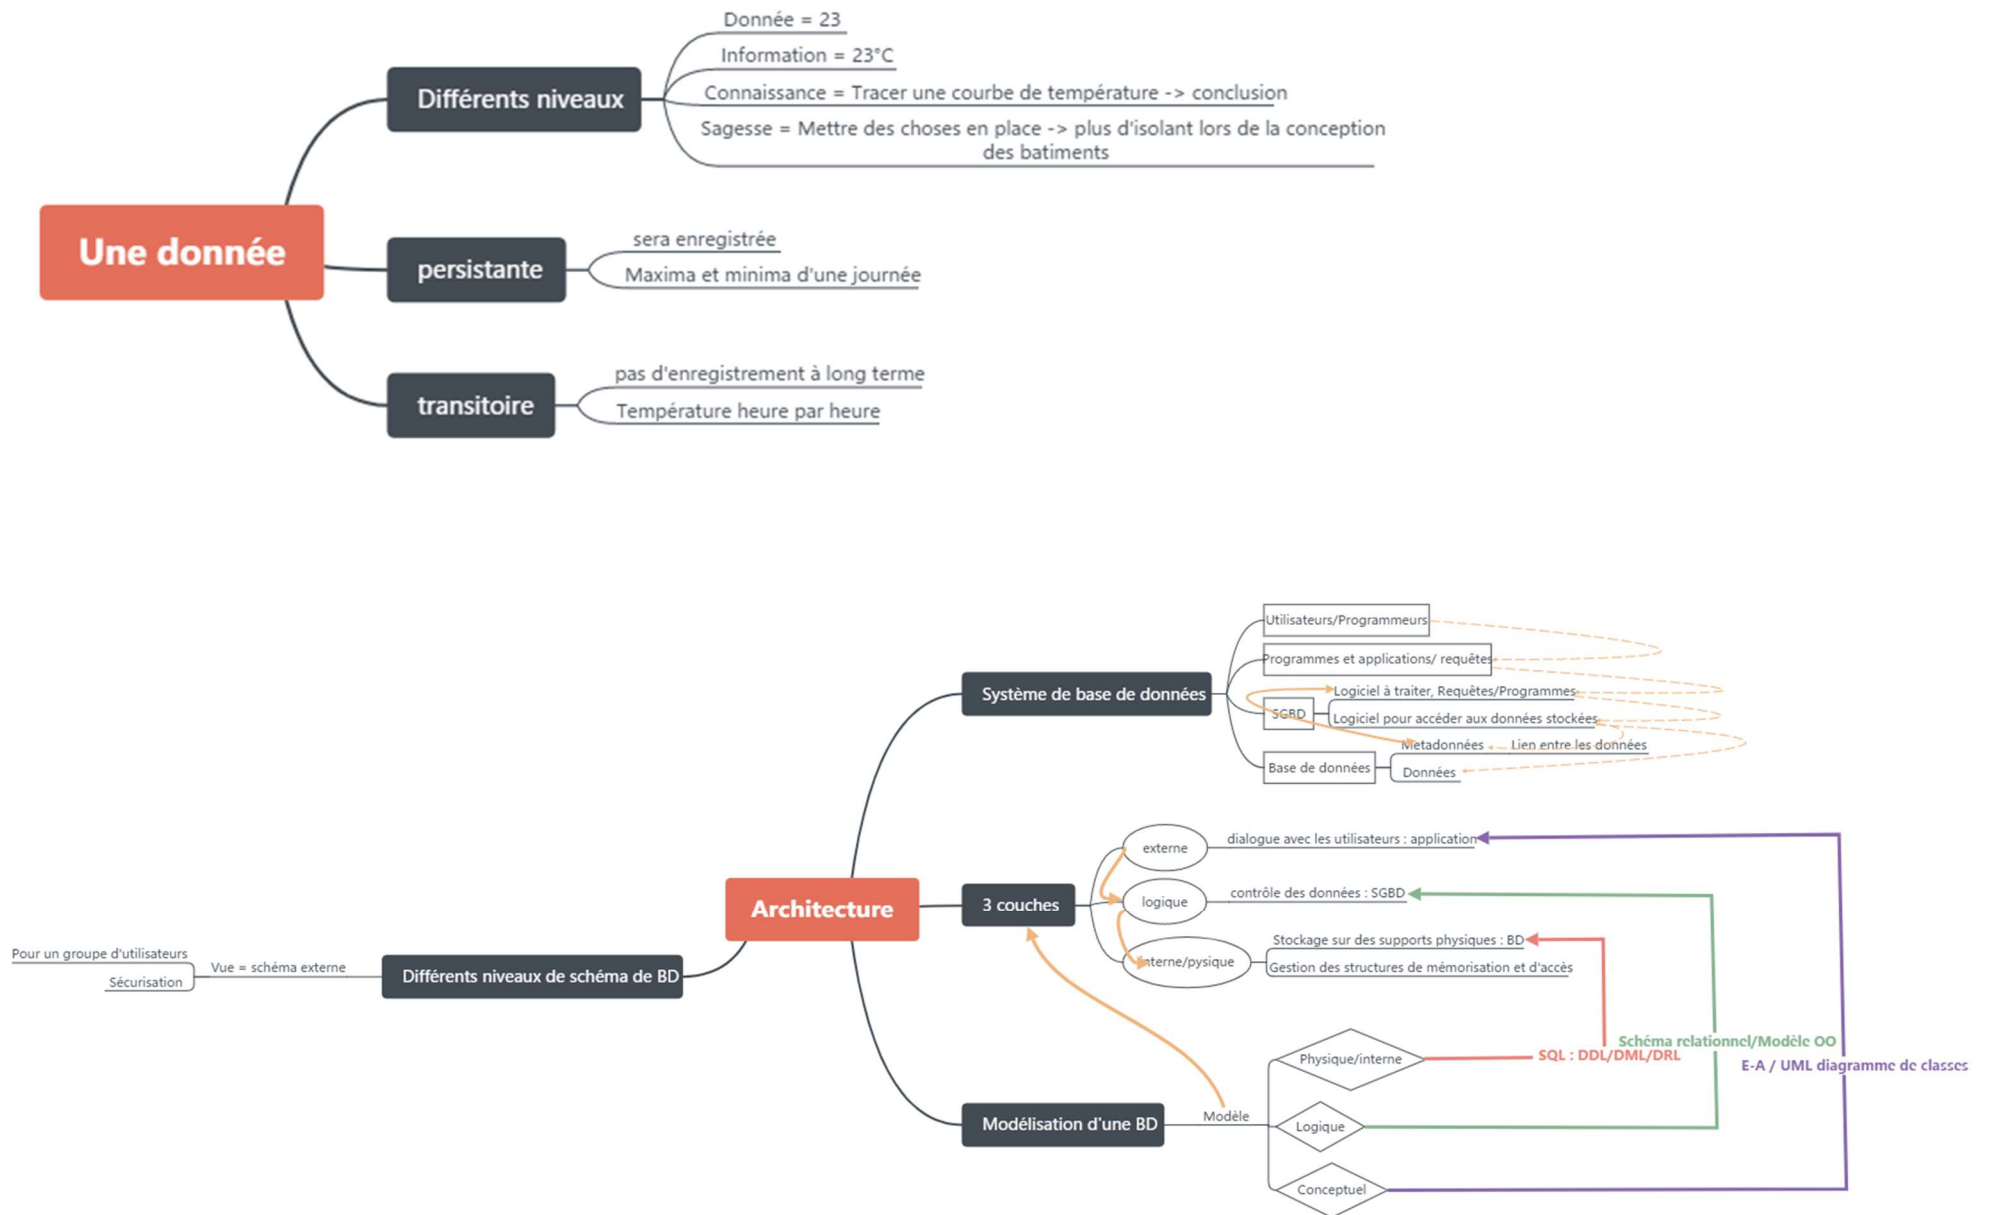 Donnée = 23
Information = 23°C
Connaissance = Tracer une courbe de température -> conclusion
Sagesse = Mettre des choses en place -> plus d'isolant lors de la conception
des batiments
Différents niveaux
Une donnée
persistante
sera enregistrée
Maxima et minima d'une journée
transitoire
pas d'enregistrement à long terme
Température heure par heure
Architecture
Système de base de données
Utilisateurs/Programmeurs
Programmes et applications/ requêtes
SGBD
Logiciel à traiter, Requêtes/Programmes
Logiciel pour accéder aux données stockées
Base de données
Metadonnées
Lien entre les données
Données
3 couches
externe
dialogue avec les utilisateurs : application
logique
contrôle des données : SGBD
interne/pysique
Stockage sur des supports physiques : BD
Gestion des structures de mémorisation et d'accès
Différents niveaux de schéma de BD
Vue = schéma externe
Pour un groupe d'utilisateurs
Sécurisation
Modélisation d'une BD
Modèle
Physique/interne
SQL : DDL/DML/DRL
Schéma relationnel/Modèle OO
E-A / UML diagramme de classes
Logique
Conceptuel